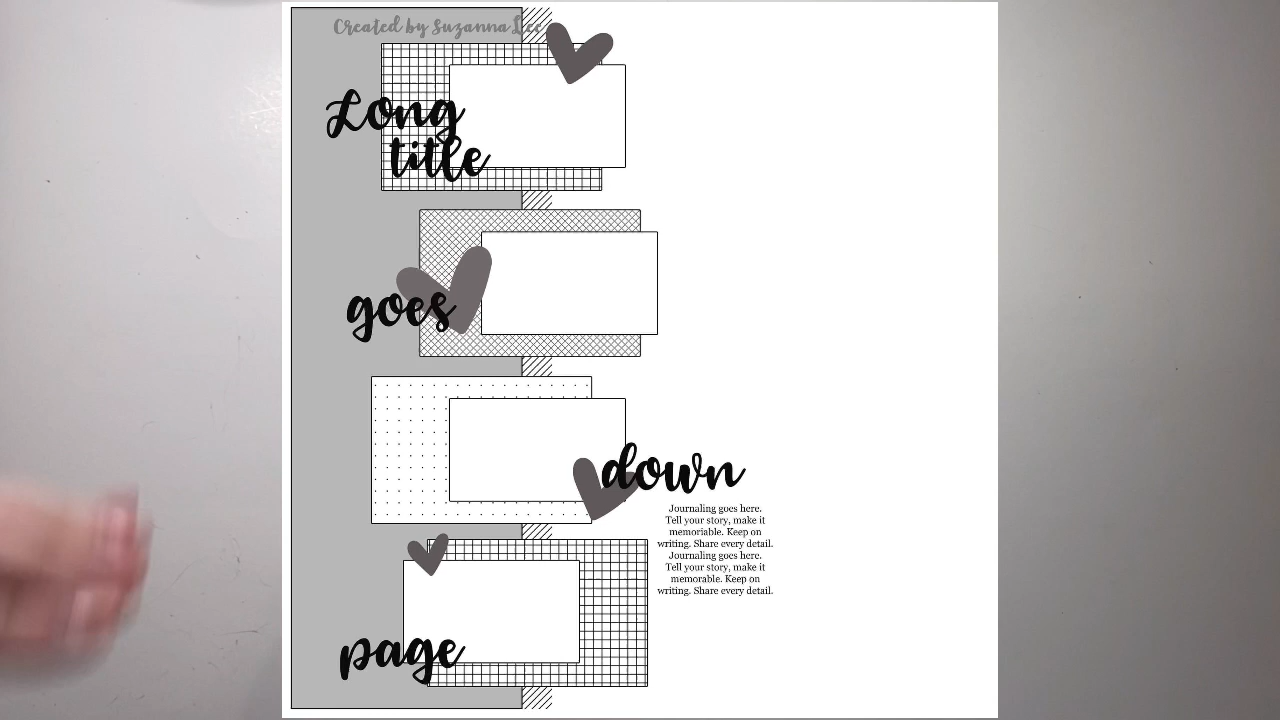 Created by Suzanna Lee
Long
title
goes
down
Journaling goes here.
Tell your story, make it
memoriable. Keep on
writing. Share every detail.
Journaling goes here.
Tell your story, make it
memorable. Keep on
writing. Share every detail.
page